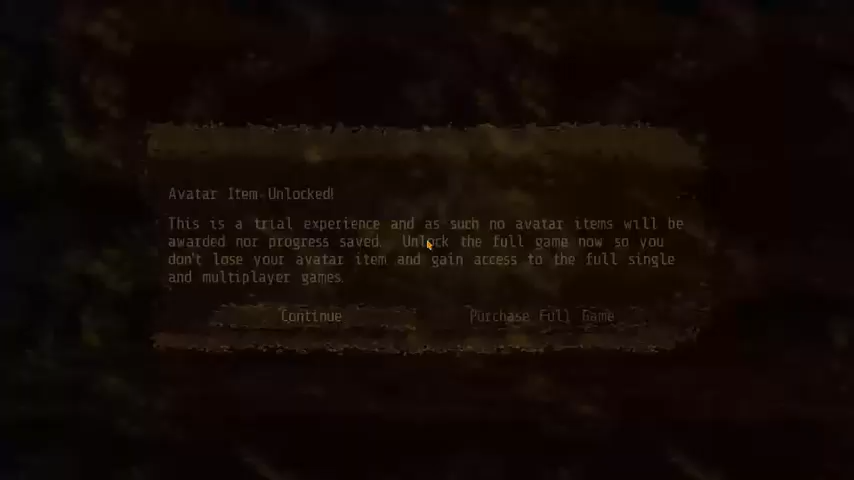 Avatar Item Unlocked!
This is a trial experience and as such no avatar items will be
awarded nor progress saved.  Unlock the full game now so you
don't lose your avatar item and gain access to the full single
and multiplayer games.
Continue
Purchase Full Game